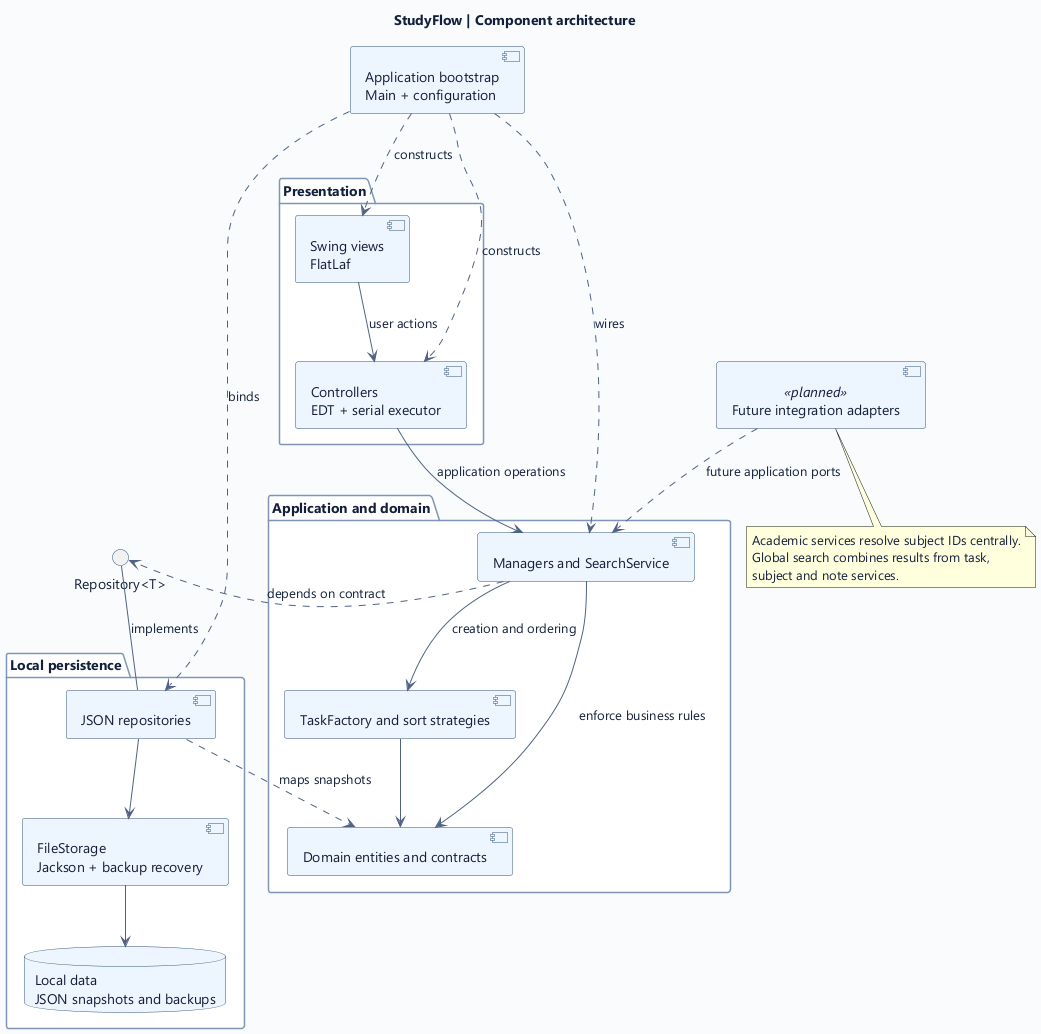 StudyFlow | Component architecture
Application bootstrap
Main + configuration
constructs
Presentation
Swing views
FlatLaf
constructs
user actions
wires
binds
Controllers
EDT + serial executor
«planned»
Future integration adapters
application operations
future application ports
Application and domain
Academic services resolve subject IDs centrally.
Global search combines results from task,
subject and note services.
Managers and SearchService
Repository<T>
depends on contract
implements
creation and ordering
Local persistence
JSON repositories
TaskFactory and sort strategies
enforce business rules
maps snapshots
FileStorage
Jackson + backup recovery
Domain entities and contracts
Local data
JSON snapshots and backups